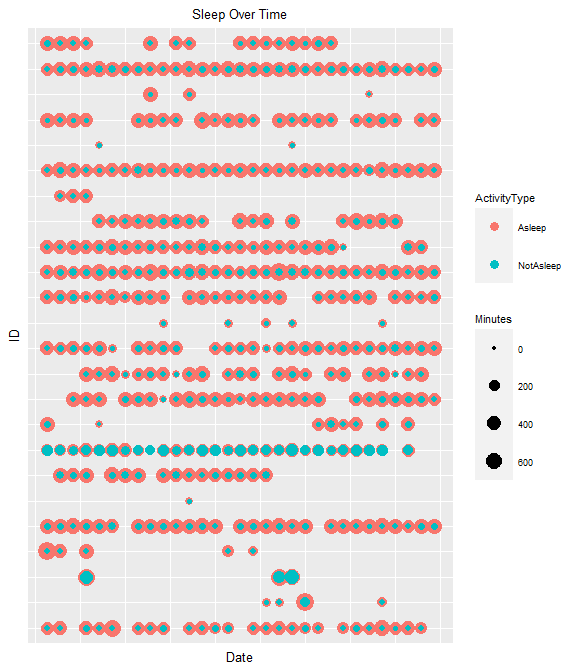 Sleep Over Time
ID
Date
ActivityType
Asleep
NotAsleep
Minutes
0
200
400
600